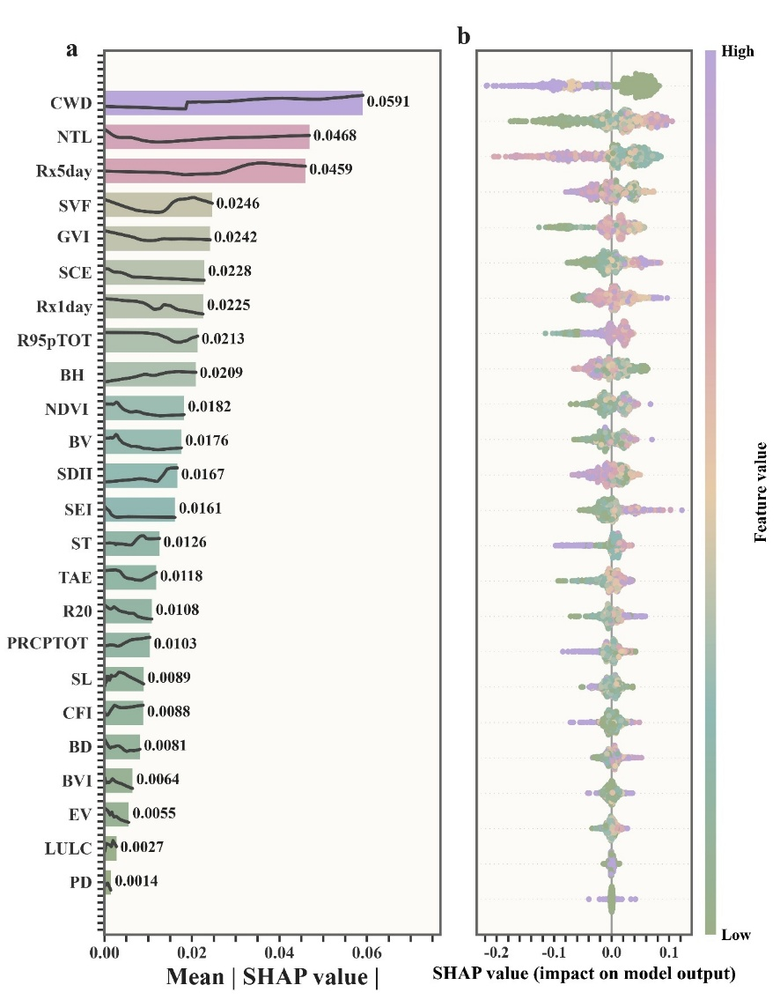 a
b
High
CWD 0.0591
NTL 0.0468
Rx5day 0.0459
SVF 0.0246
GVI 0.0242
SCE 0.0228
Rx1day 0.0225
R95pTOT 0.0213
BH 0.0209
NDVI 0.0182
BV 0.0176
SDII 0.0167
SEI 0.0161
ST 0.0126
TAE 0.0118
R20 0.0108
PRCPTOT 0.0103
SL 0.0089
CFI 0.0088
BD 0.0081
BVI 0.0064
EV 0.0055
LULC 0.0027
PD 0.0014
Feature value
Low
0.00 0.02 0.04 0.06
Mean | SHAP value |
-0.2 -0.1 0.0 0.1
SHAP value (impact on model output)